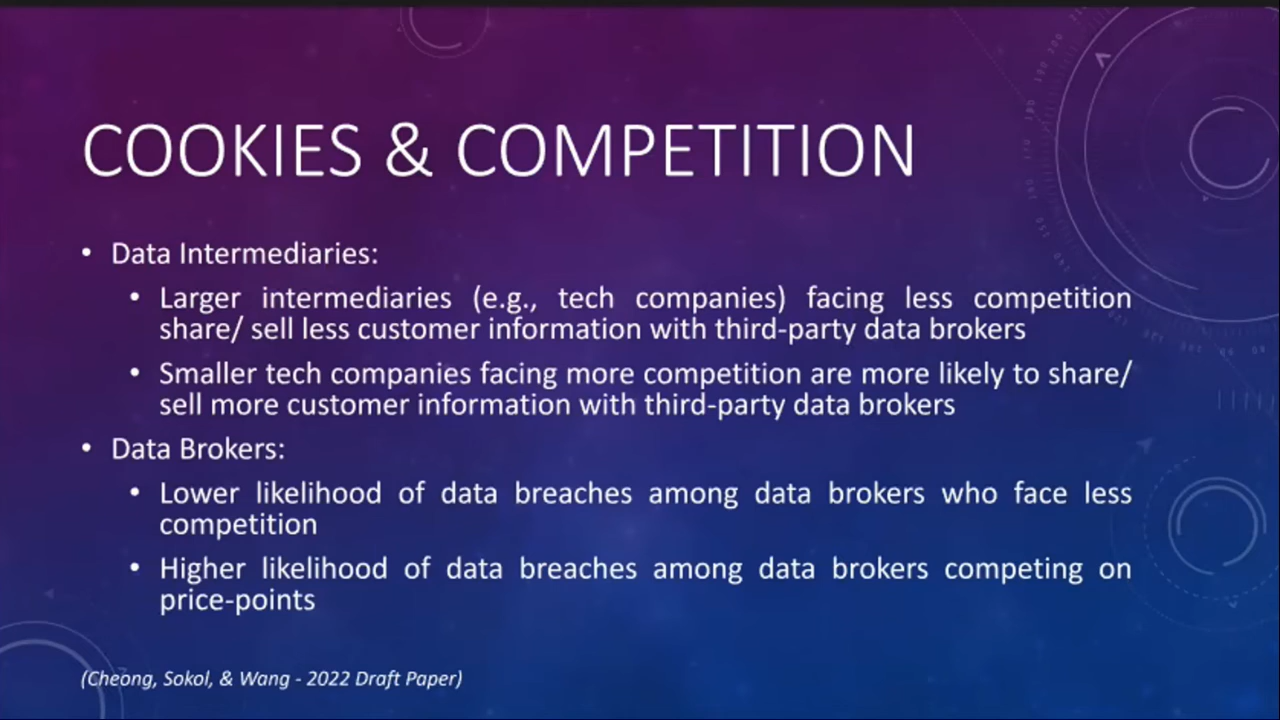 COOKIES & COMPETITION
• Data Intermediaries:
• Larger intermediaries (e.g., tech companies) facing less competition
share/ sell less customer information with third-party data brokers
• Smaller tech companies facing more competition are more likely to share/
sell more customer information with third-party data brokers
• Data Brokers:
• Lower likelihood of data breaches among data brokers who face less
competition
• Higher likelihood of data breaches among data brokers competing on
price-points
(Cheong, Sokol, & Wang - 2022 Draft Paper)